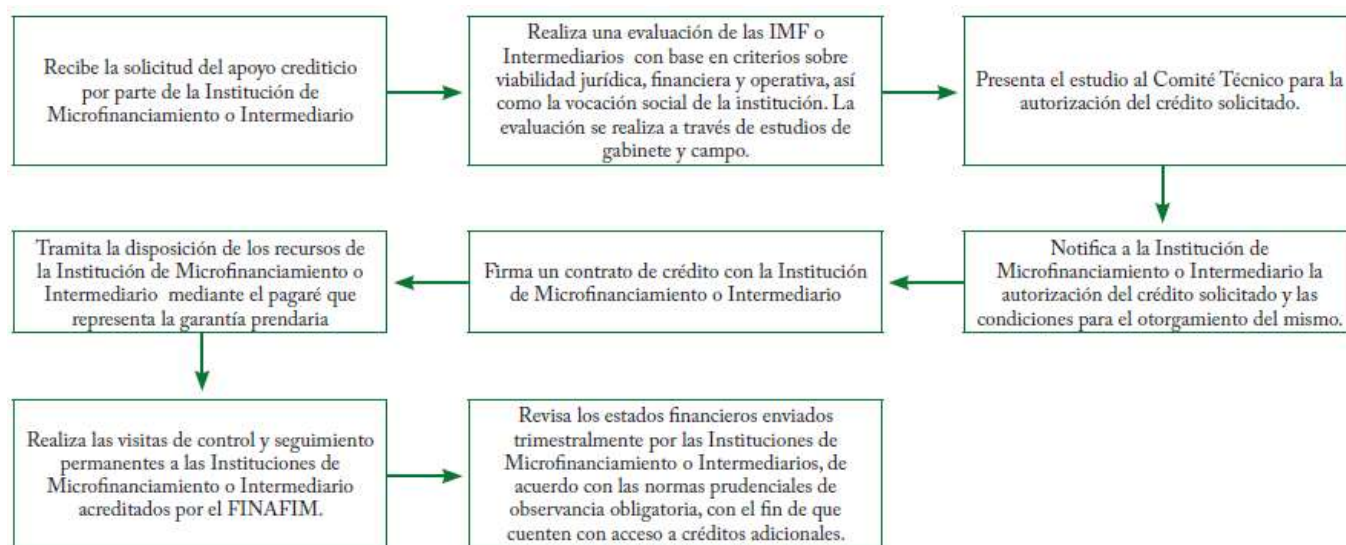 Recibe la solicitud del apoyo crediticio
por parte de la Institución de
Microfinanciamiento o Intermediario
Realiza una evaluación de las IMF o
Intermediarios con base en criterios sobre
viabilidad jurídica, financiera y operativa, así
como la vocación social de la institución. La
evaluación se realiza a través de estudios de
gabinete y campo.
Presenta el estudio al Comité Técnico para la
autorización del crédito solicitado.
Notifica a la Institución de
Microfinanciamiento o Intermediario la
autorización del crédito solicitado y las
condiciones para el otorgamiento del mismo.
Firma un contrato de crédito con la Institución
de Microfinanciamiento o Intermediario
Tramita la disposición de los recursos de
la Institución de Microfinanciamiento o
Intermediario mediante el pagaré que
representa la garantía prendaria
Realiza las visitas de control y seguimiento
permanentes a las Instituciones de
Microfinanciamiento o Intermediario
acreditados por el FINAFIM.
Revisa los estados financieros enviados
trimestralmente por las Instituciones de
Microfinanciamiento o Intermediarios, de
acuerdo con las normas prudenciales de
observancia obligatoria, con el fin de que
cuenten con acceso a créditos adicionales.